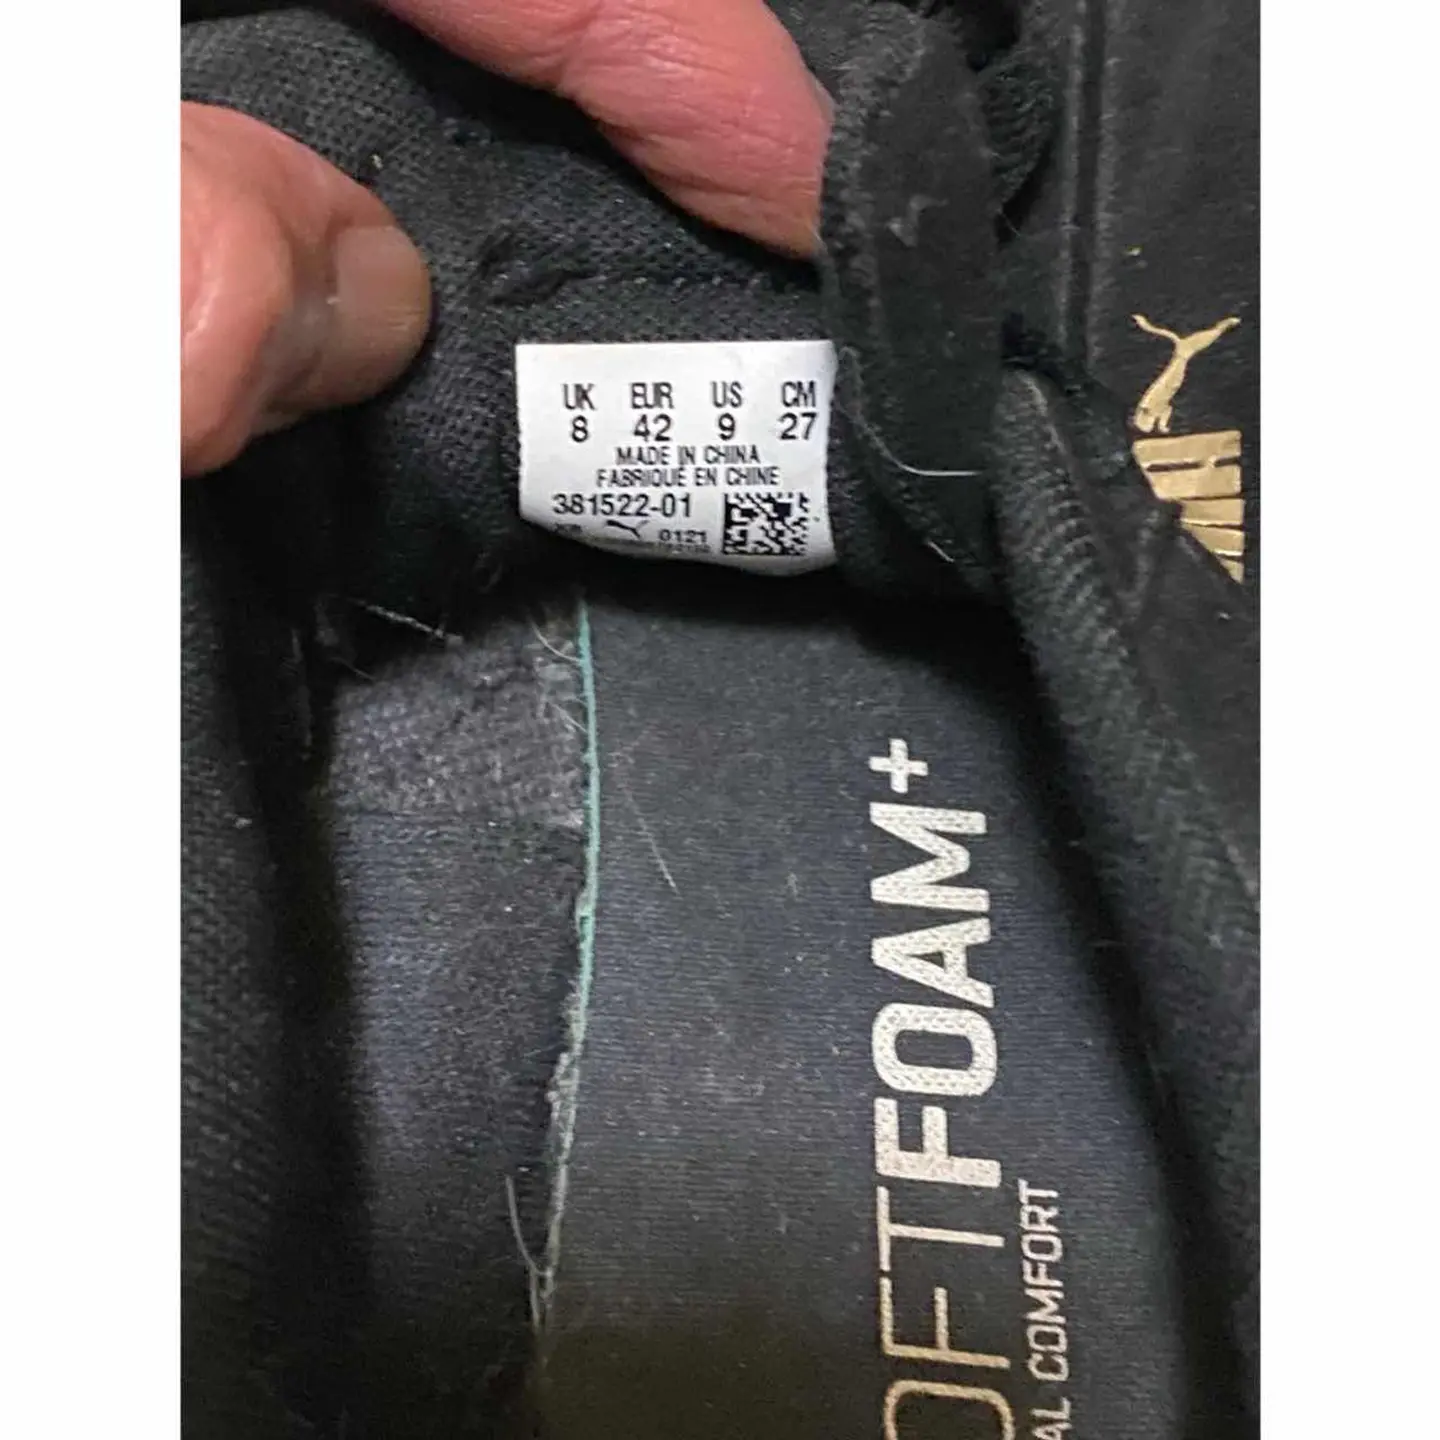 UK EUR US CM
8 42 9 27
MADE IN CHINA
FABRIQUÉ EN CHINE
381522-01
0121
OFTFOAM+
AL COMFORT